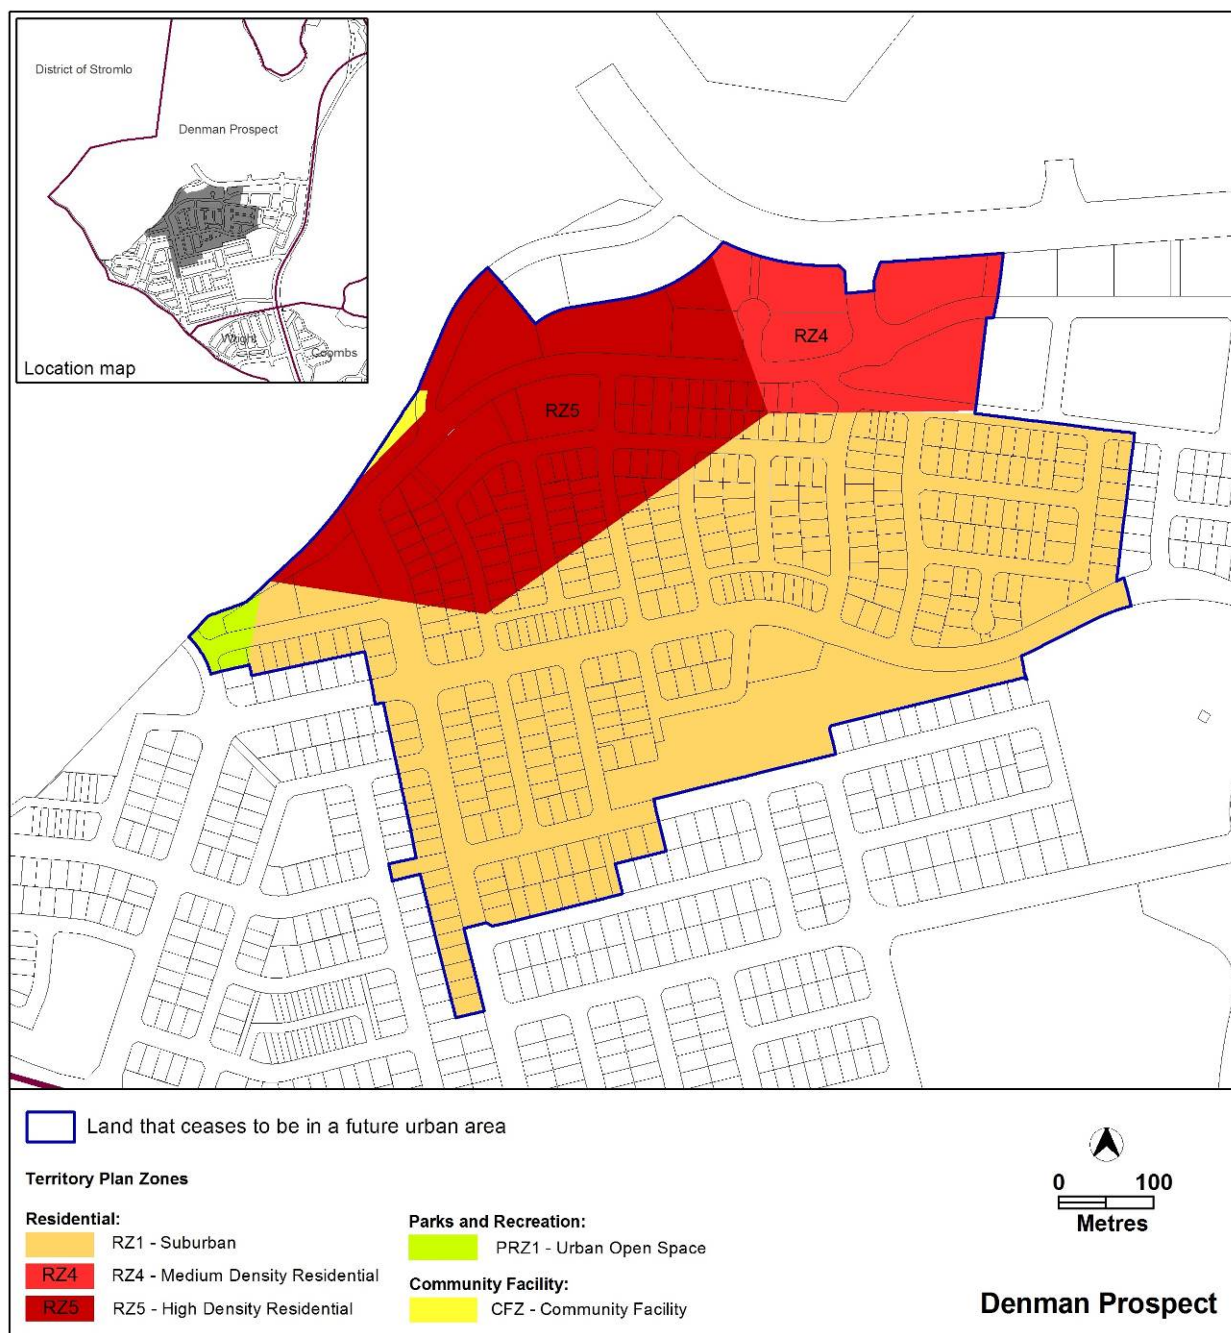 District of Stromlo
Denman Prospect
Wright
Coombs
Location map
RZ4
RZ5
Land that ceases to be in a future urban area
Territory Plan Zones
Residential:
RZ1 - Suburban
RZ4 RZ4 - Medium Density Residential
RZ5 RZ5 - High Density Residential
Parks and Recreation:
PRZ1 - Urban Open Space
Community Facility:
CFZ - Community Facility
0 100
Metres
Denman Prospect